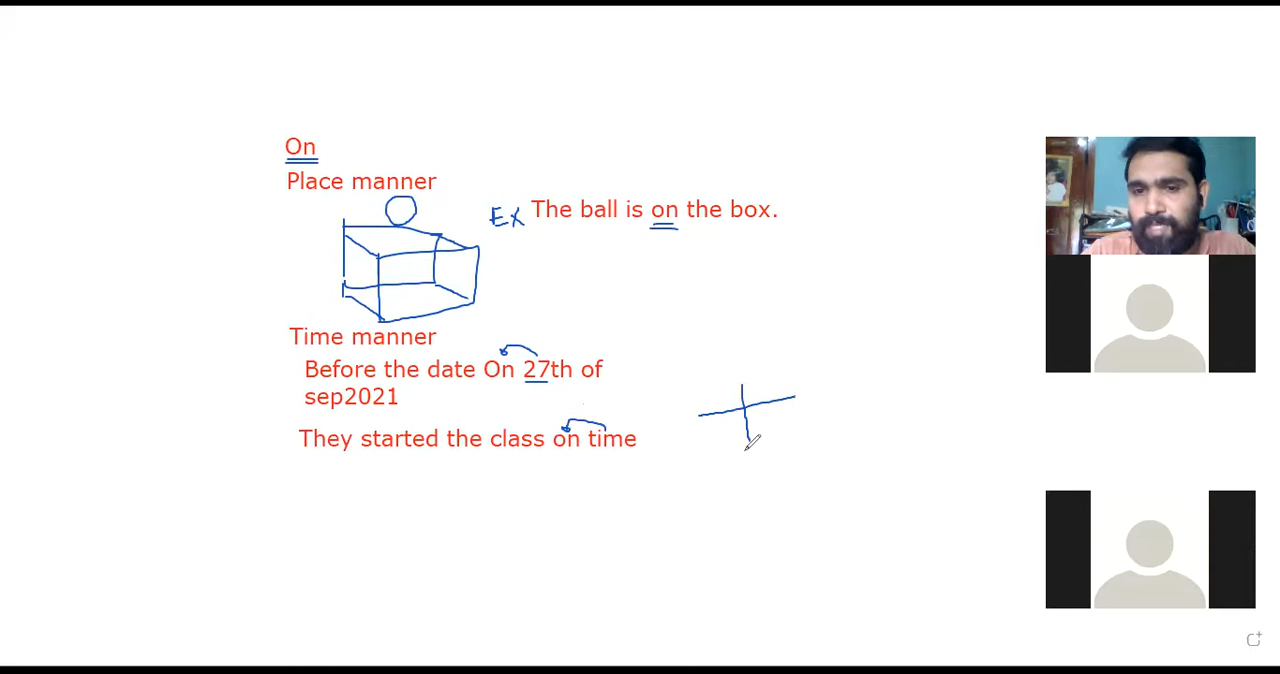 On
Place manner
EX The ball is on the box.
Time manner
Before the date On 27th of
sep2021
They started the class on time